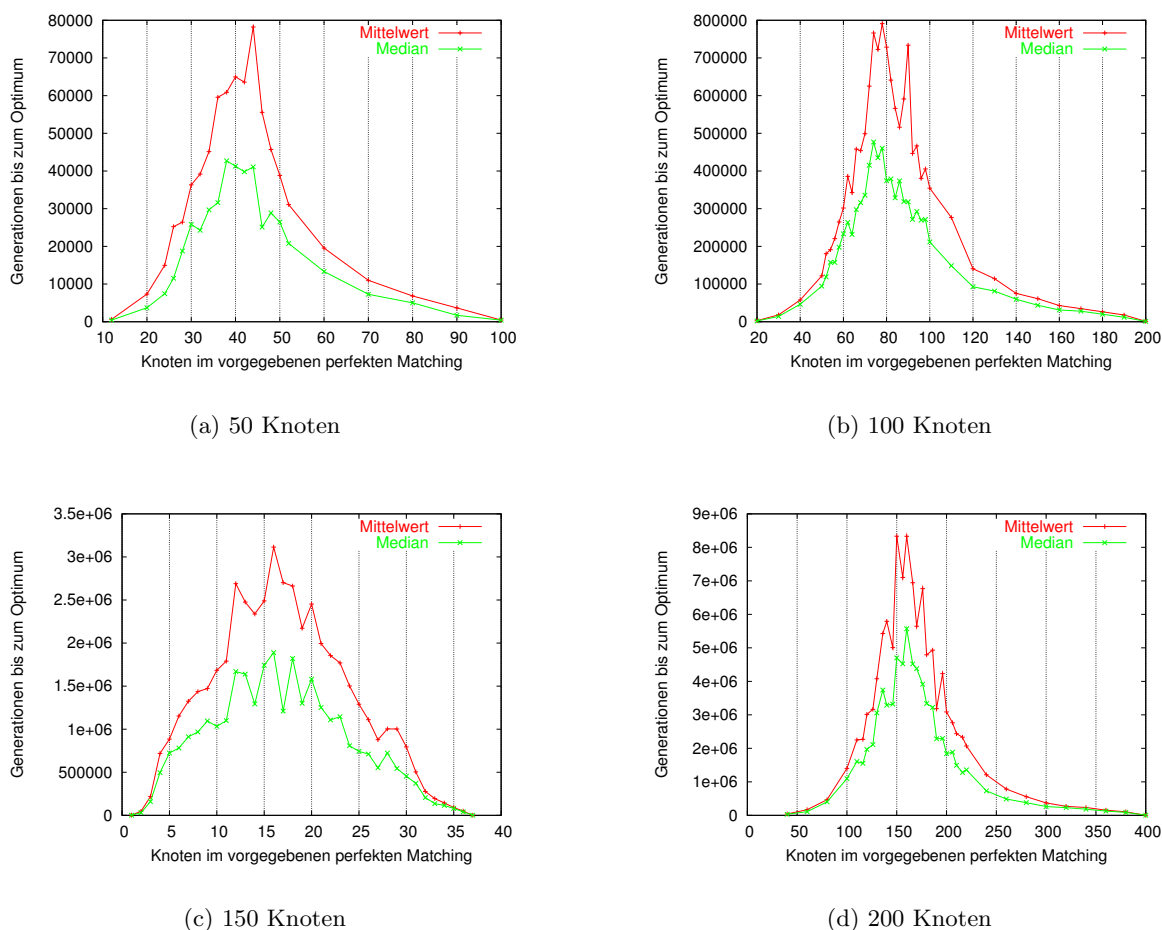 80000
70000
60000
50000
40000
30000
20000
10000
0
10 20 30 40 50 60 70 80 90 100
Generationen bis zum Optimum
Knoten im vorgegebenen perfekten Matching
Mittelwert
Median
(a) 50 Knoten
800000
700000
600000
500000
400000
300000
200000
100000
0
20 40 60 80 100 120 140 160 180 200
Generationen bis zum Optimum
Knoten im vorgegebenen perfekten Matching
Mittelwert
Median
(b) 100 Knoten
3.5e+06
3e+06
2.5e+06
2e+06
1.5e+06
1e+06
500000
0
0 5 10 15 20 25 30 35 40
Generationen bis zum Optimum
Knoten im vorgegebenen perfekten Matching
Mittelwert
Median
(c) 150 Knoten
9e+06
8e+06
7e+06
6e+06
5e+06
4e+06
3e+06
2e+06
1e+06
0
0 50 100 150 200 250 300 350 400
Generationen bis zum Optimum
Knoten im vorgegebenen perfekten Matching
Mittelwert
Median
(d) 200 Knoten